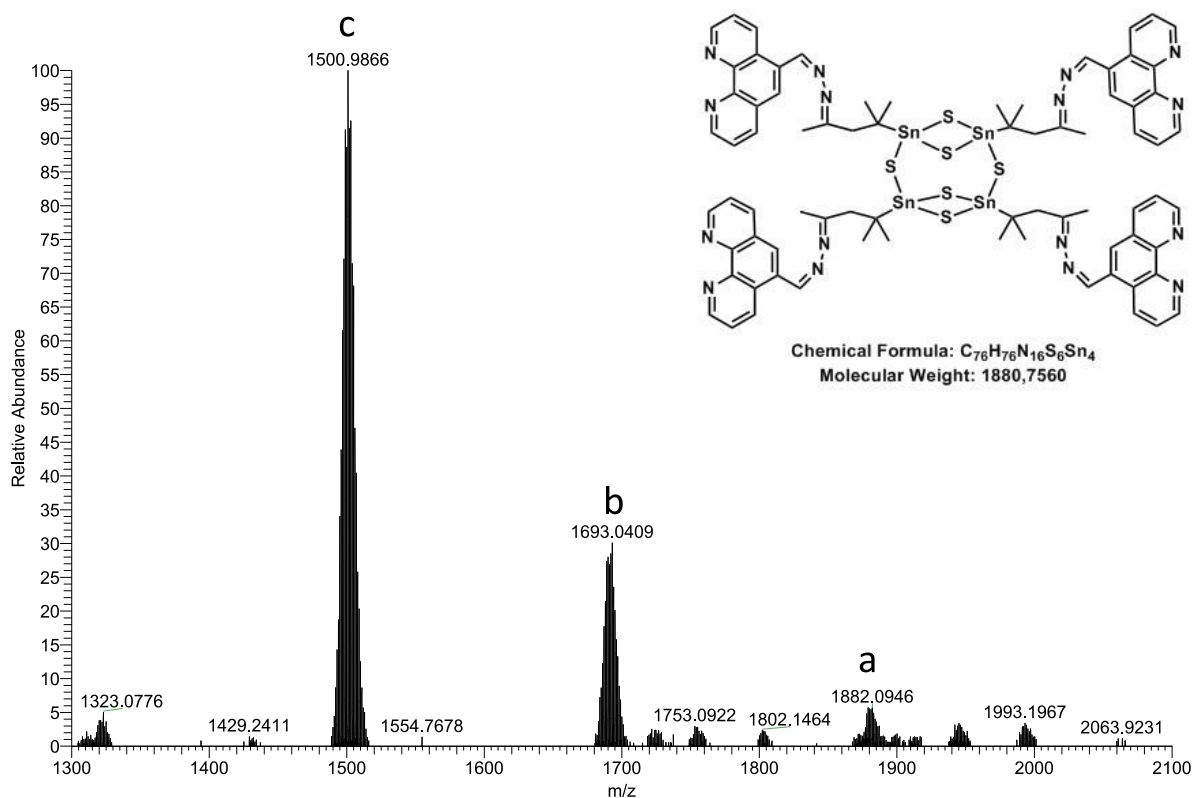 c
1500.9866
b
1693.0409
a
1882.0946
1323.0776
1429.2411
1554.7678
1753.0922
1802.1464
1993.1967
2063.9231
Relative Abundance
100
95
90
85
80
75
70
65
60
55
50
45
40
35
30
25
20
15
10
5
0
1300 1400 1500 1600 1700 1800 1900 2000 2100
m/z
N N N N
N N N N
S
Sn Sn
S
S S
S
Sn Sn
S
N N N N
N N N N
Chemical Formula: C₇₆H₇₆N₁₆S₆Sn₄
Molecular Weight: 1880,7560